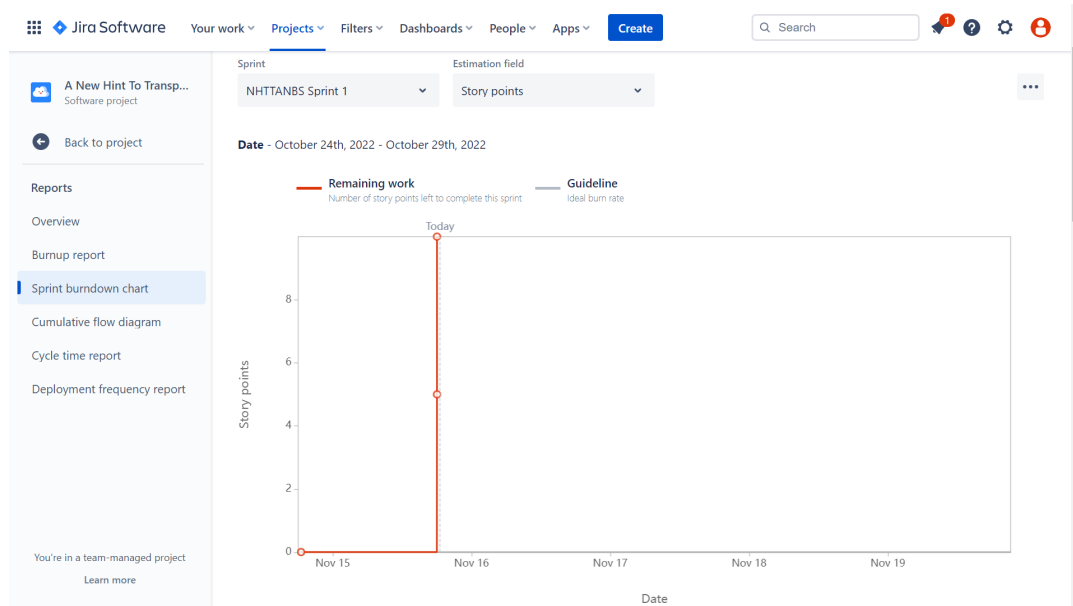 Jira Software
Your work
Projects
Filters
Dashboards
People
Apps
Create
Search
1
A New Hint To Transp...
Software project
Back to project
Reports
Overview
Burnup report
Sprint burndown chart
Cumulative flow diagram
Cycle time report
Deployment frequency report
You're in a team-managed project
Learn more
Sprint
NHTTANBS Sprint 1
Estimation field
Story points
Date - October 24th, 2022 - October 29th, 2022
Remaining work
Number of story points left to complete this sprint
Guideline
Ideal burn rate
Today
8
6
4
2
0
Story points
Nov 15
Nov 16
Nov 17
Nov 18
Nov 19
Date